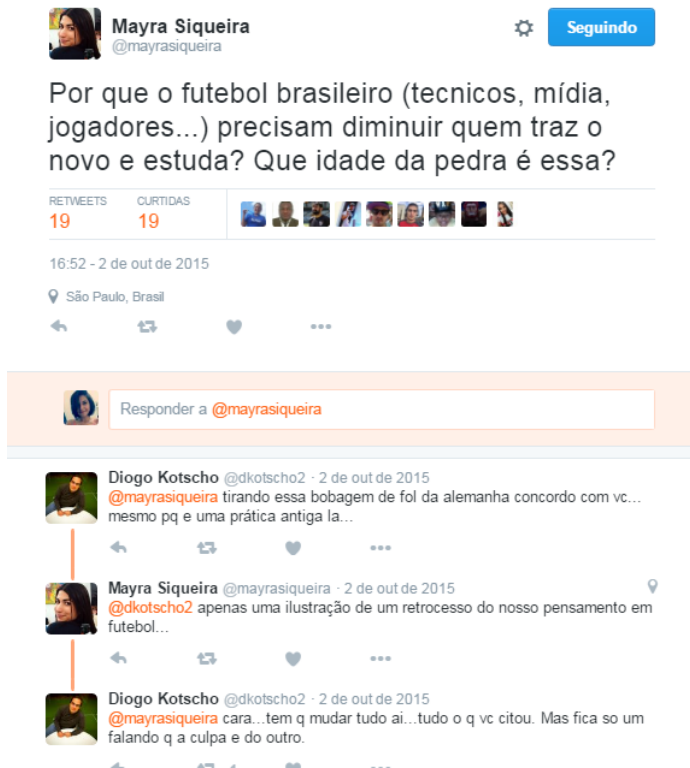 Mayra Siqueira
@mayrasiqueira
Seguindo
Por que o futebol brasileiro (tecnicos, mídia,
jogadores...) precisam diminuir quem traz o
novo e estuda? Que idade da pedra é essa?
RETWEETS
19
CURTIDAS
19
16:52 - 2 de out de 2015
São Paulo, Brasil
Responder a @mayrasiqueira
Diogo Kotscho @dkotscho2 · 2 de out de 2015
@mayrasiqueira tirando essa bobagem de fol da alemanha concordo com vc...
mesmo pq e uma prática antiga la...
Mayra Siqueira @mayrasiqueira · 2 de out de 2015
@dkotscho2 apenas uma ilustração de um retrocesso do nosso pensamento em
futebol...
Diogo Kotscho @dkotscho2 · 2 de out de 2015
@mayrasiqueira cara...tem q mudar tudo ai...tudo o q vc citou. Mas fica so um
falando q a culpa e do outro.